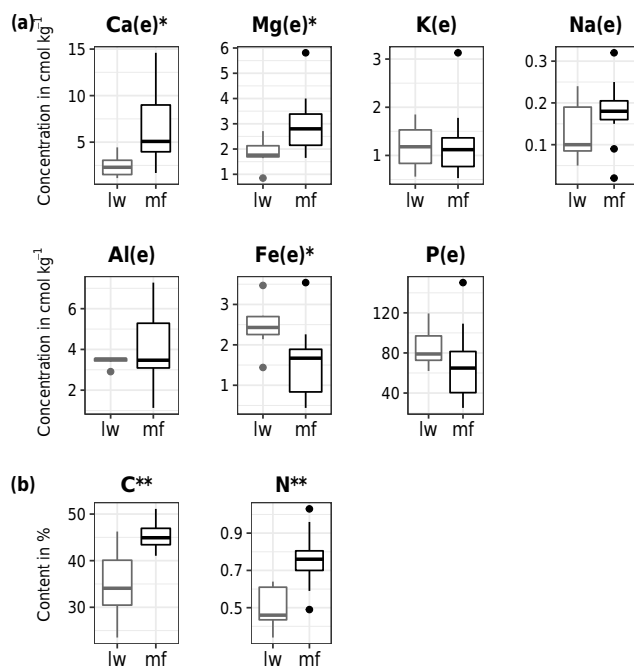 (a)
Ca(e)* Mg(e)* K(e) Na(e)
Concentration in cmol kg⁻¹
15
10
5
6
5
4
3
2
1
3
2
1
0.3
0.2
0.1
lw mf lw mf lw mf lw mf
Al(e) Fe(e)* P(e)
Concentration in cmol kg⁻¹
6
4
2
3
2
1
120
80
40
lw mf lw mf lw mf
(b)
C** N**
Content in %
50
40
30
0.9
0.7
0.5
lw mf lw mf